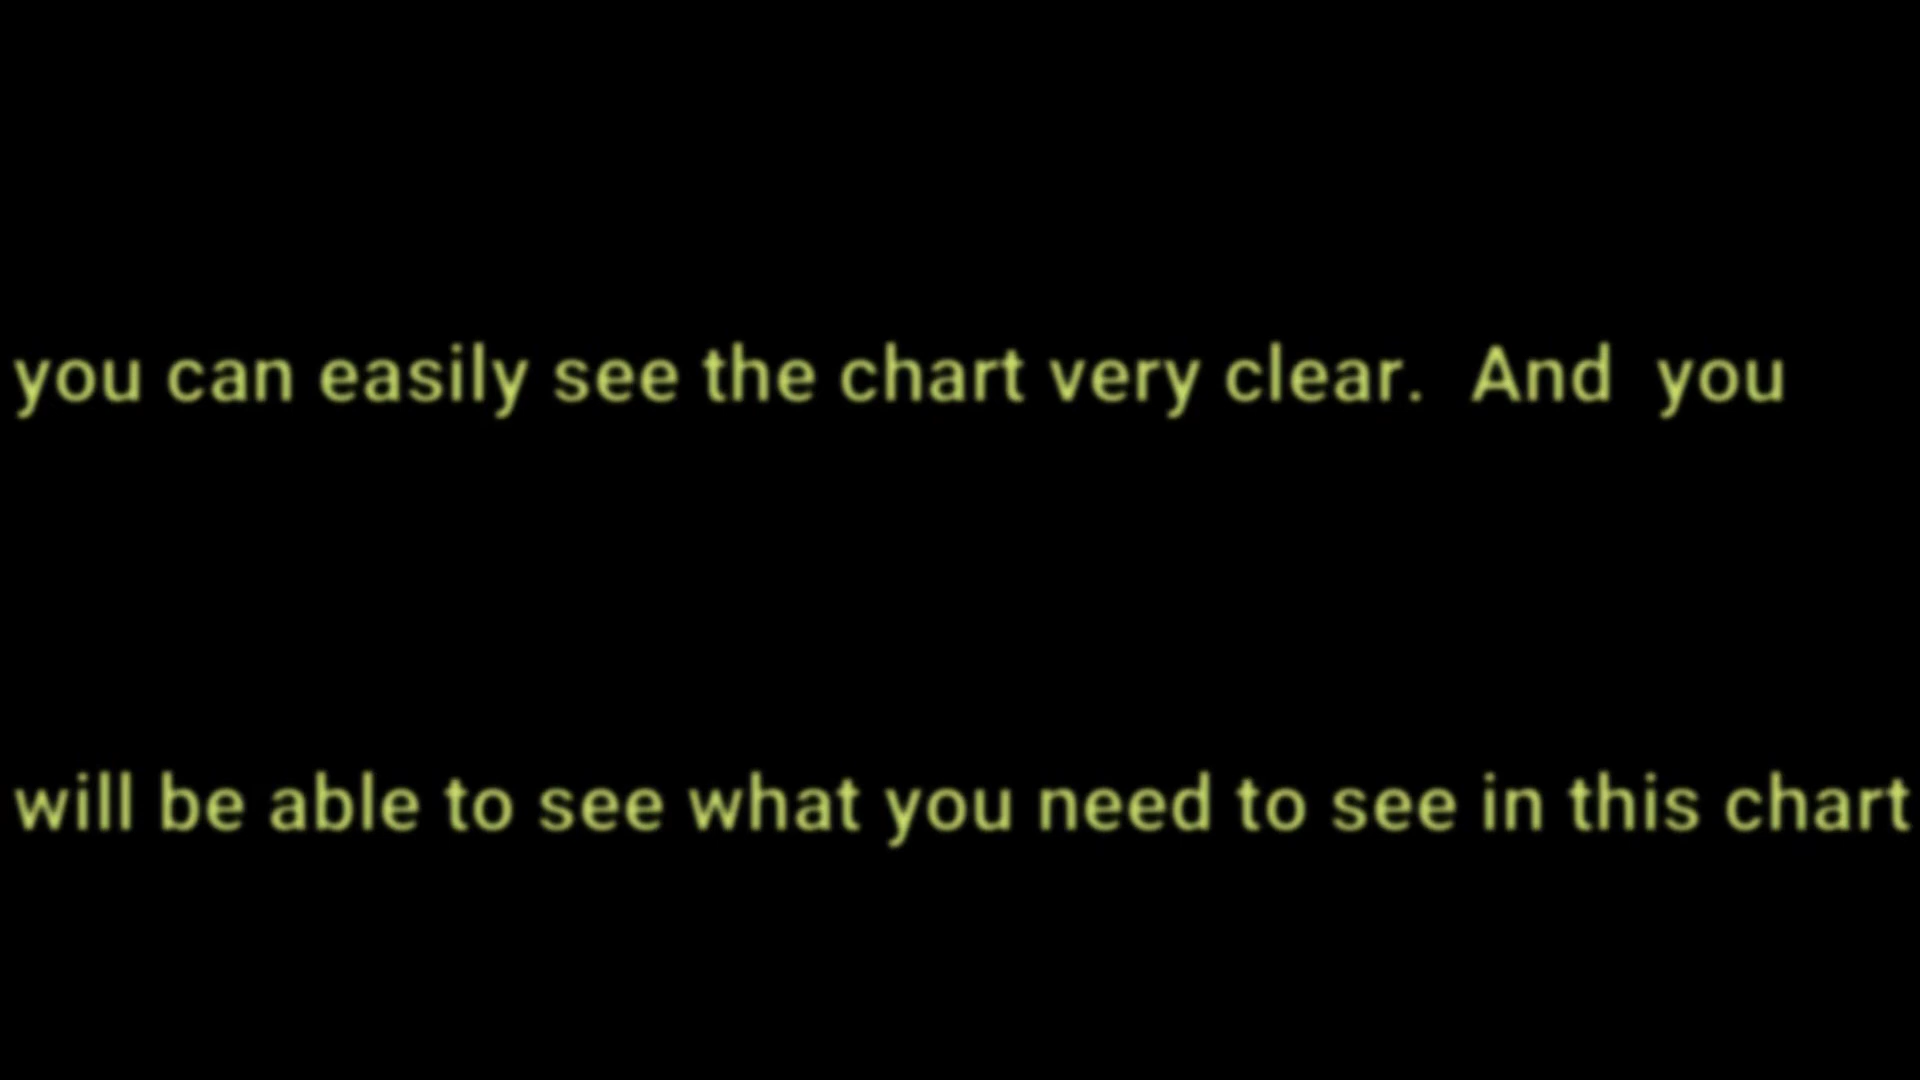 you can easily see the chart very clear.  And  you
will be able to see what you need to see in this chart